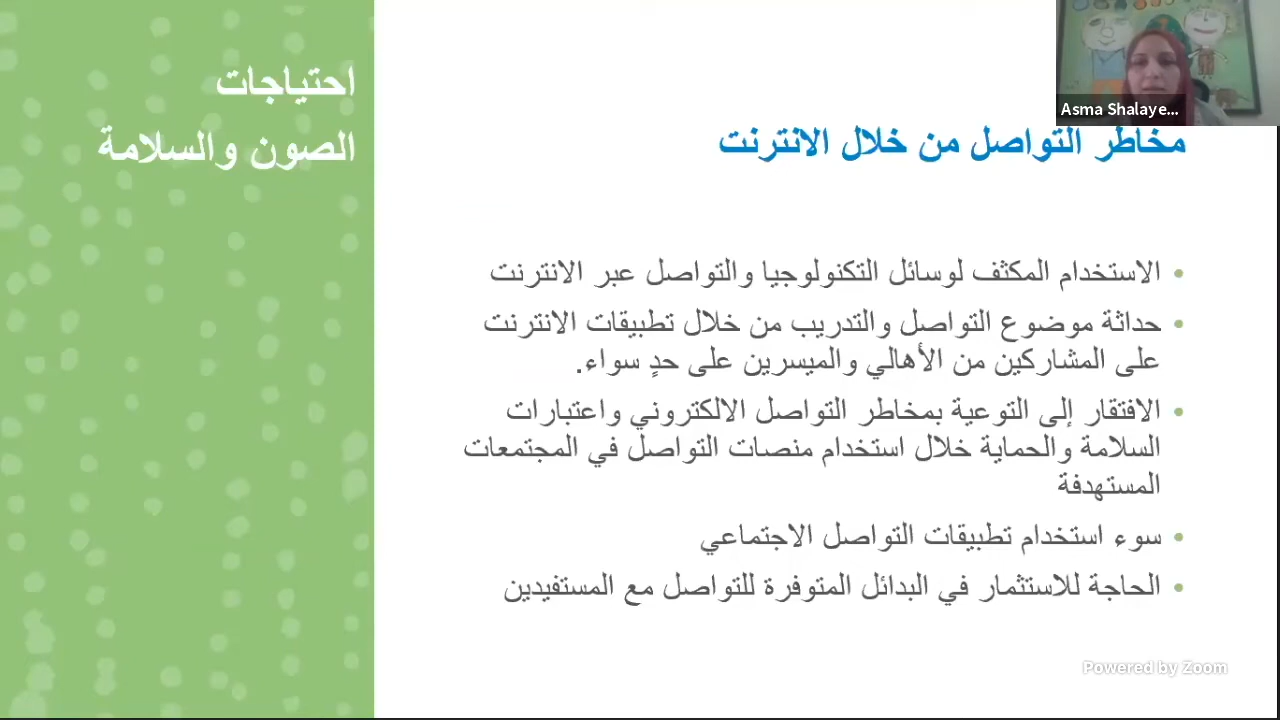 احتياجات
الصون والسلامة
Asma Shalaye...
مخاطر التواصل من خلال الانترنت
• الاستخدام المكثف لوسائل التكنولوجيا والتواصل عبر الانترنت
• حداثة موضوع التواصل والتدريب من خلال تطبيقات الانترنت
على المشاركين من الأهالي والميسرين على حدٍ سواء.
• الافتقار إلى التوعية بمخاطر التواصل الالكتروني واعتبارات
السلامة والحماية خلال استخدام منصات التواصل في المجتمعات
المستهدفة
• سوء استخدام تطبيقات التواصل الاجتماعي
• الحاجة للاستثمار في البدائل المتوفرة للتواصل مع المستفيدين
Powered by Zoom